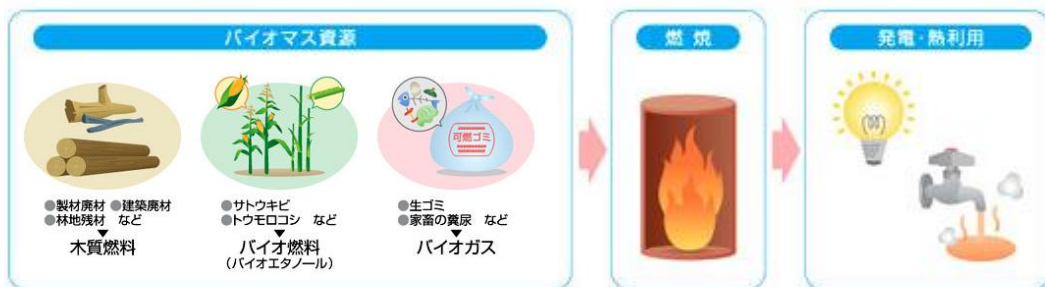 バイオマス資源
可燃ゴミ
●製材廃材 ●建築廃材
●林地残材 など
▼
木質燃料
●サトウキビ
●トウモロコシ など
▼
バイオ燃料
（バイオエタノール）
●生ゴミ
●家畜の糞尿 など
▼
バイオガス
燃焼
発電・熱利用